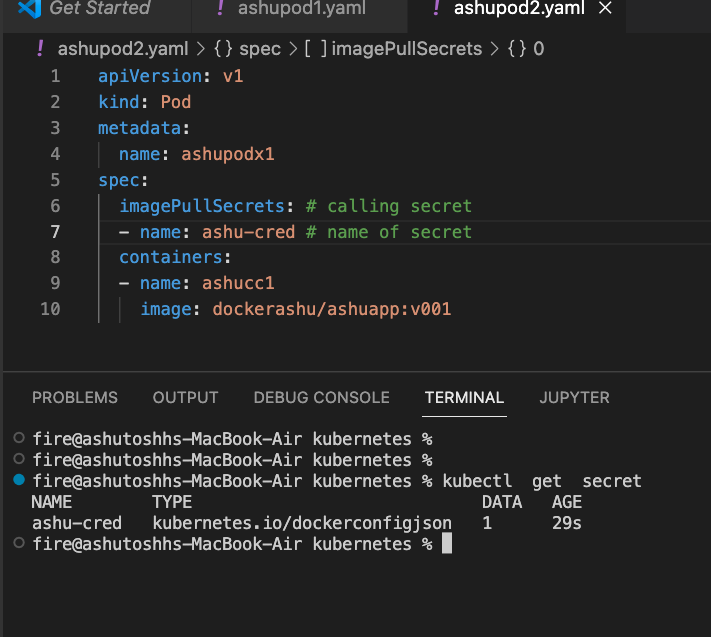 Get Started ! ashupod1.yaml ! ashupod2.yaml ×
! ashupod2.yaml > {} spec > [ ] imagePullSecrets > {} 0
1 apiVersion: v1
2 kind: Pod
3 metadata:
4 name: ashupodx1
5 spec:
6 imagePullSecrets: # calling secret
7 - name: ashu-cred # name of secret
8 containers:
9 - name: ashucc1
10 image: dockerashu/ashuapp:v001
PROBLEMS OUTPUT DEBUG CONSOLE TERMINAL JUPYTER
fire@ashutoshhs-MacBook-Air kubernetes %
fire@ashutoshhs-MacBook-Air kubernetes %
fire@ashutoshhs-MacBook-Air kubernetes % kubectl get secret
NAME TYPE DATA AGE
ashu-cred kubernetes.io/dockerconfigjson 1 29s
fire@ashutoshhs-MacBook-Air kubernetes %